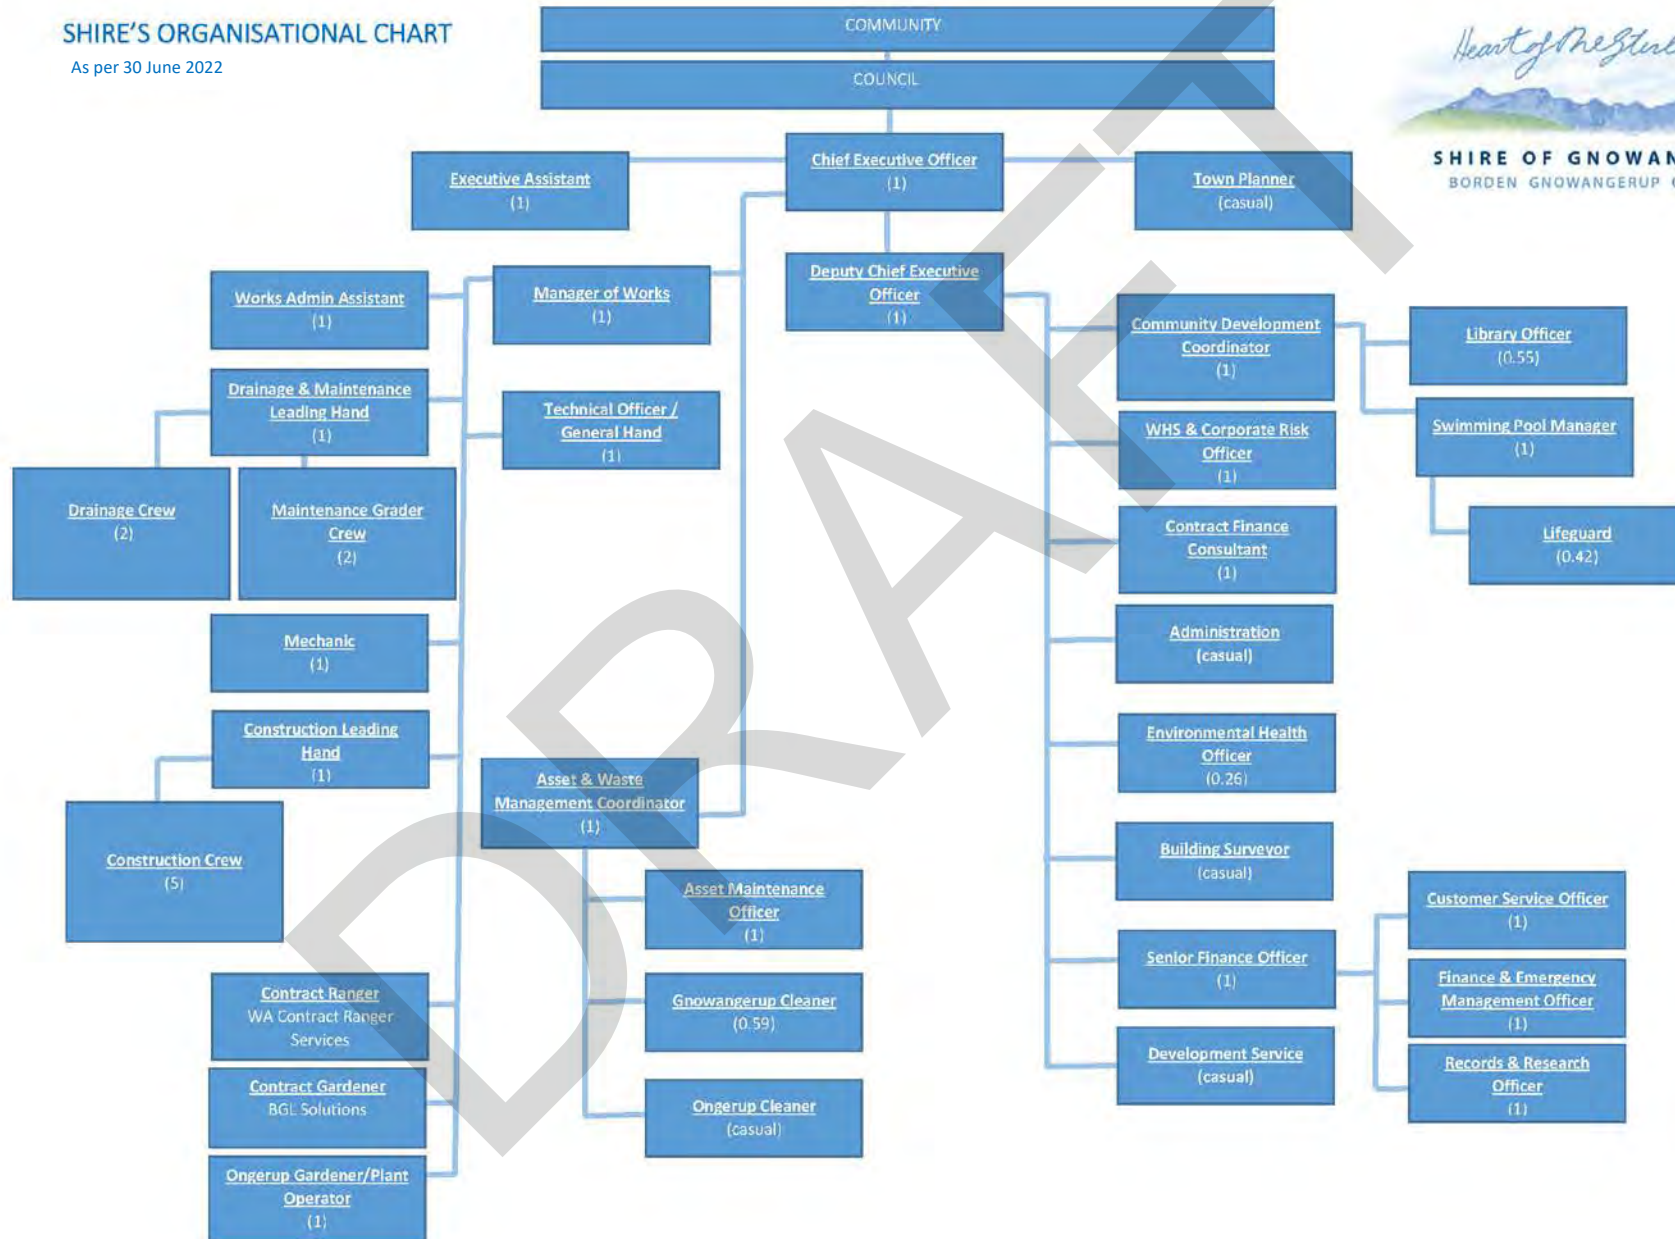 SHIRE'S ORGANISATIONAL CHART
As per 30 June 2022
COMMUNITY
COUNCIL
Heart of the
SHIRE OF GNOWAN
BORDEN GNOWANGERUP
Chief Executive Officer
(1)
Executive Assistant
(1)
Town Planner
(casual)
Deputy Chief Executive
Officer
(1)
Manager of Works
(1)
Works Admin Assistant
(1)
Drainage & Maintenance
Leading Hand
(1)
Technical Officer /
General Hand
(1)
Drainage Crew
(2)
Maintenance Grader
Crew
(2)
Mechanic
(1)
Construction Leading
Hand
(1)
Construction Crew
(5)
Contract Ranger
WA Contract Ranger
Services
Contract Gardener
BGL Solutions
Ongerup Gardener/Plant
Operator
(1)
Asset & Waste
Management Coordinator
(1)
Asset Maintenance
Officer
(1)
Gnowangerup Cleaner
(0.59)
Ongerup Cleaner
(casual)
Community Development
Coordinator
(1)
Library Officer
(0.55)
Swimming Pool Manager
(1)
Lifeguard
(0.42)
WHS & Corporate Risk
Officer
(1)
Contract Finance
Consultant
(1)
Administration
(casual)
Environmental Health
Officer
(0.26)
Building Surveyor
(casual)
Senior Finance Officer
(1)
Customer Service Officer
(1)
Finance & Emergency
Management Officer
(1)
Records & Research
Officer
(1)
Development Service
(casual)
DRAFT